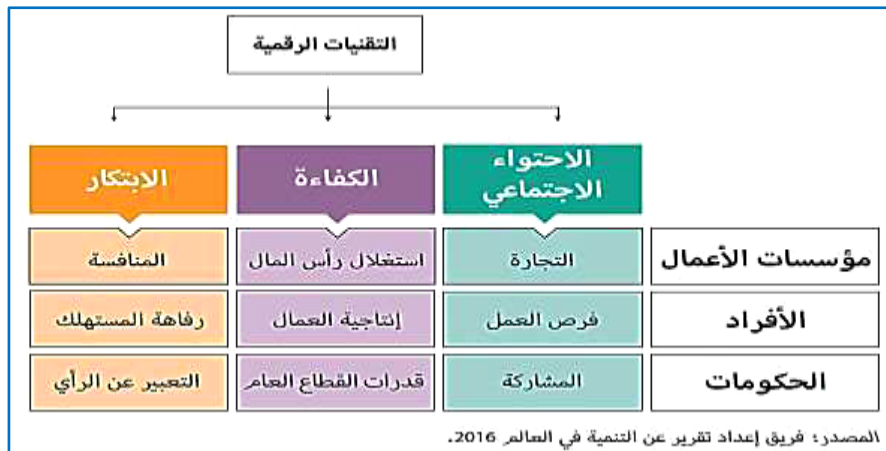 التقنيات الرقمية
الاحتواء
الاجتماعي
الكفاءة
الابتكار
مؤسسات الأعمال
التجارة
استغلال رأس المال
المنافسة
الأفراد
فرص العمل
إنتاجية العمال
رفاهة المستهلك
الحكومات
المشاركة
قدرات القطاع العام
التعبير عن الرأي
المصدر: فريق إعداد تقرير عن التنمية في العالم 2016.